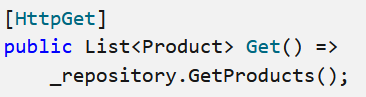 [HttpGet]
public List<Product> Get() =>
    _repository.GetProducts();